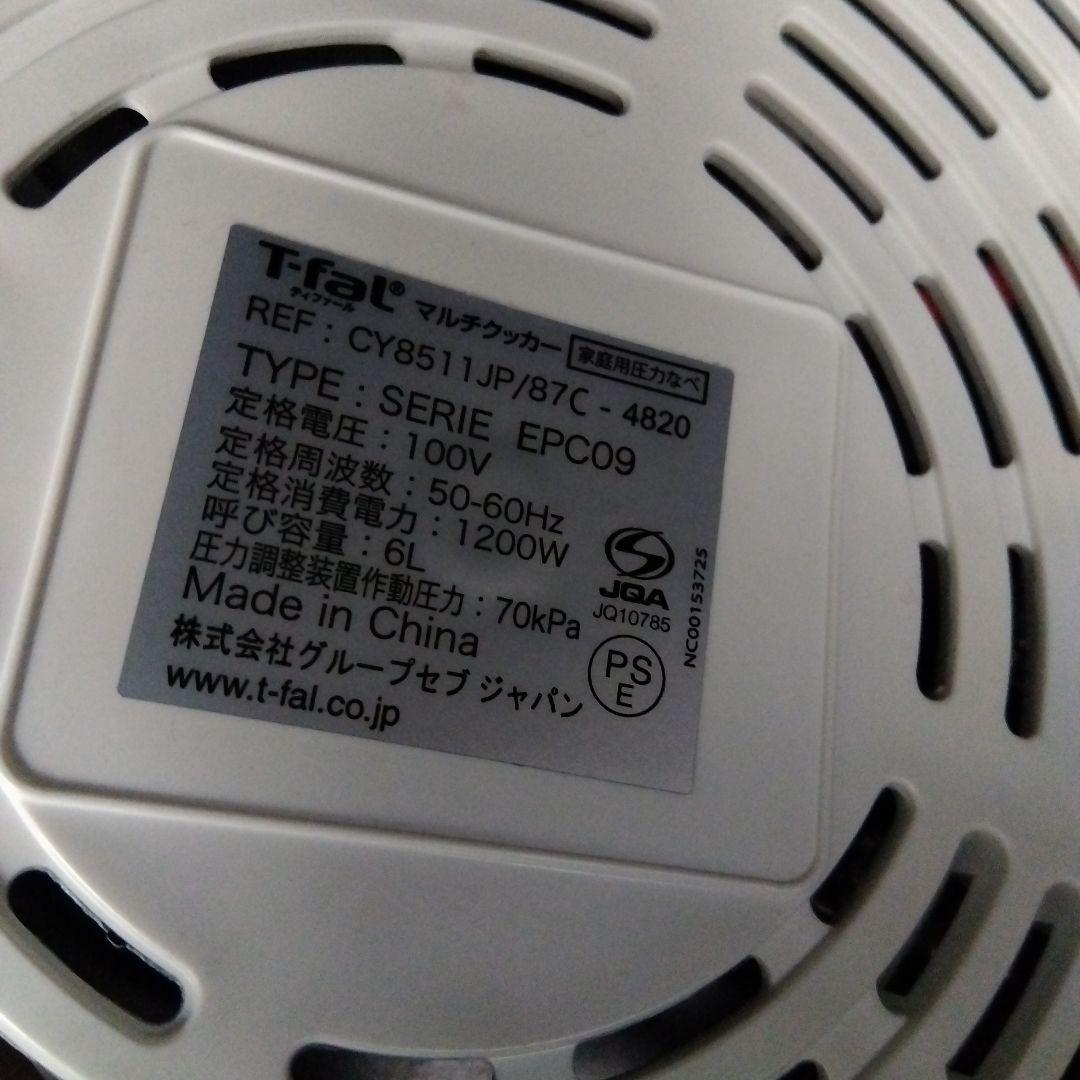 T-fal®
ティファール
マルチクッカー 家庭用圧力なべ
REF : CY8511JP/87C - 4820
TYPE : SERIE EPC09
定格電圧 : 100V
定格周波数 : 50-60Hz
定格消費電力 : 1200W
呼び容量 : 6L
圧力調整装置作動圧力 : 70kPa
Made in China
株式会社グループセブ ジャパン
www.t-fal.co.jp
S
JQA
JQ10785
PS
E
NC00153725